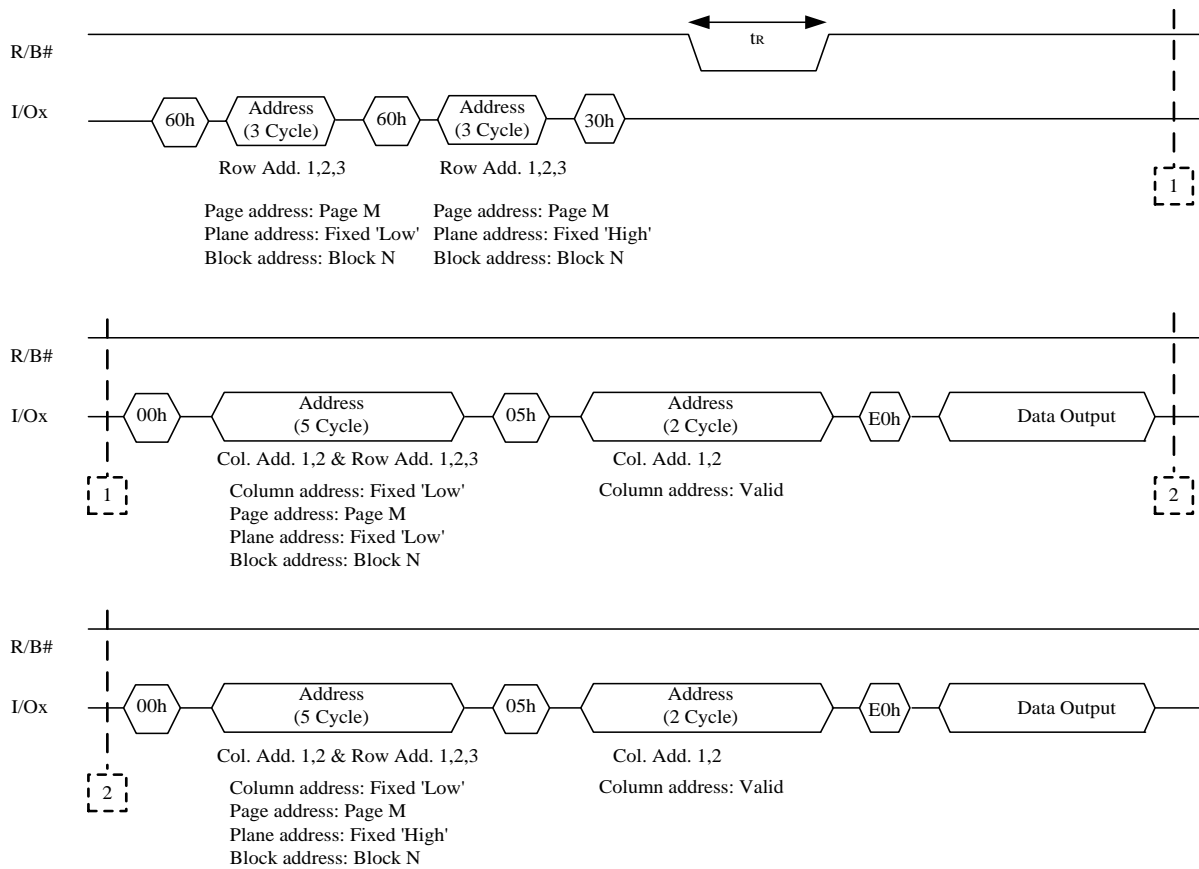 R/B#
tR
I/Ox
60h
Address
(3 Cycle)
60h
Address
(3 Cycle)
30h
Row Add. 1,2,3
Row Add. 1,2,3
Page address: Page M
Plane address: Fixed 'Low'
Block address: Block N
Page address: Page M
Plane address: Fixed 'High'
Block address: Block N
1
R/B#
I/Ox
00h
Address
(5 Cycle)
05h
Address
(2 Cycle)
E0h
Data Output
Col. Add. 1,2 & Row Add. 1,2,3
Col. Add. 1,2
Column address: Fixed 'Low'
Page address: Page M
Plane address: Fixed 'Low'
Block address: Block N
Column address: Valid
1
2
R/B#
I/Ox
00h
Address
(5 Cycle)
05h
Address
(2 Cycle)
E0h
Data Output
Col. Add. 1,2 & Row Add. 1,2,3
Col. Add. 1,2
Column address: Fixed 'Low'
Page address: Page M
Plane address: Fixed 'High'
Block address: Block N
Column address: Valid
2